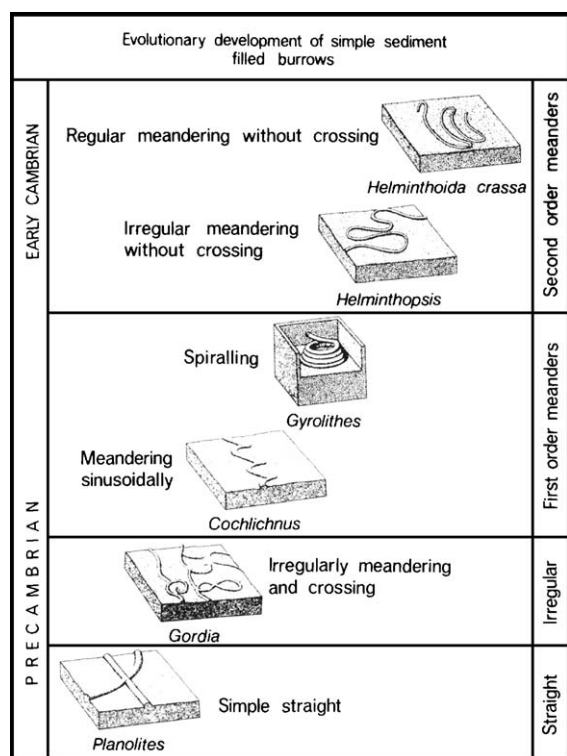 Evolutionary development of simple sediment
filled burrows
EARLY CAMBRIAN
Regular meandering without crossing
Helminthoida crassa
Irregular meandering
without crossing
Helminthopsis
Second order meanders
Spiralling
Gyrolithes
Meandering
sinusoidally
Cochlichnus
First order meanders
PRECAMBRIAN
Irregularly meandering
and crossing
Gordia
Irregular
Simple straight
Planolites
Straight